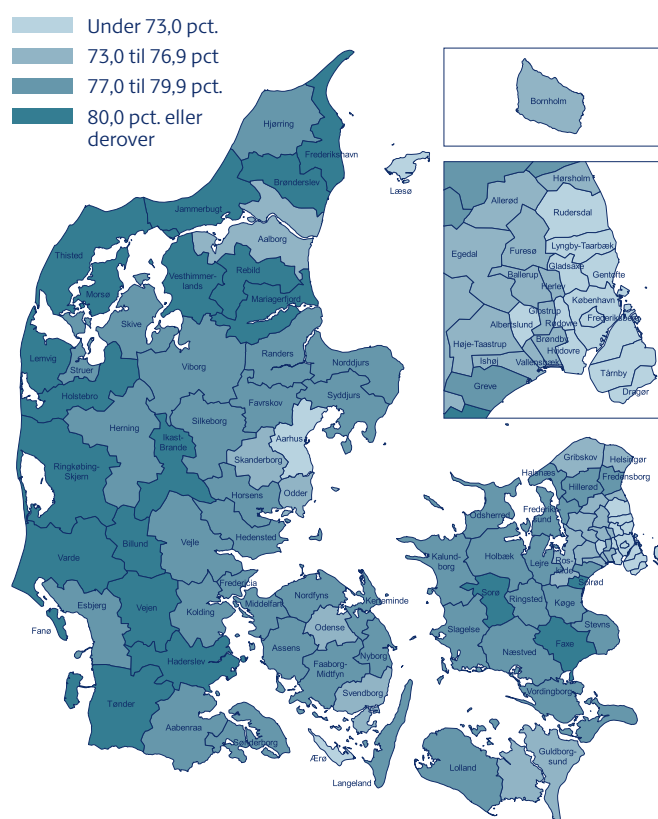 Under 73,0 pct.
73,0 til 76,9 pct
77,0 til 79,9 pct
80,0 pct. eller
derover
Bornholm
Hjørring
Frederikshavn
Brønderslev
Læsø
Jammerbugt
Aalborg
Thisted
Vesthimmer-
lands
Rebild
Morsø
Mariagerfjord
Skive
Lemvig
Struer
Viborg
Randers
Norddjurs
Holstebro
Favrskov
Syddjurs
Herning
Silkeborg
Ikast-
Brande
Aarhus
Skanderborg
Ringkøbing-
Skjern
Horsens
Odder
Hedensted
Varde
Billund
Vejle
Fredericia
Esbjerg
Vejen
Kolding
Fanø
Haderslev
Tønder
Aabenraa
Sønderborg
Middelfart
Nordfyns
Kerteminde
Odense
Assens
Nyborg
Faaborg-
Midtfyn
Svendborg
Ærø
Langeland
Hørsholm
Allerød
Rudersdal
Egedal
Furesø
Lyngby-Taarbæk
Gladsaxe
Ballerup
Gentofte
Herlev
København
Glostrup
Frederiksberg
Albertslund
Rødovre
Høje-Taastrup
Brøndby
Hvidovre
Ishøj
Vallensbæk
Tårnby
Greve
Dragør
Gribskov
Helsingør
Halsnæs
Fredensborg
Hillerød
Odsherred
Frederiks-
sund
Kalund-
borg
Holbæk
Lejre
Ros-
kilde
Solrød
Sorø
Ringsted
Køge
Slagelse
Stevns
Næstved
Faxe
Vordingborg
Guldborg-
sund
Lolland